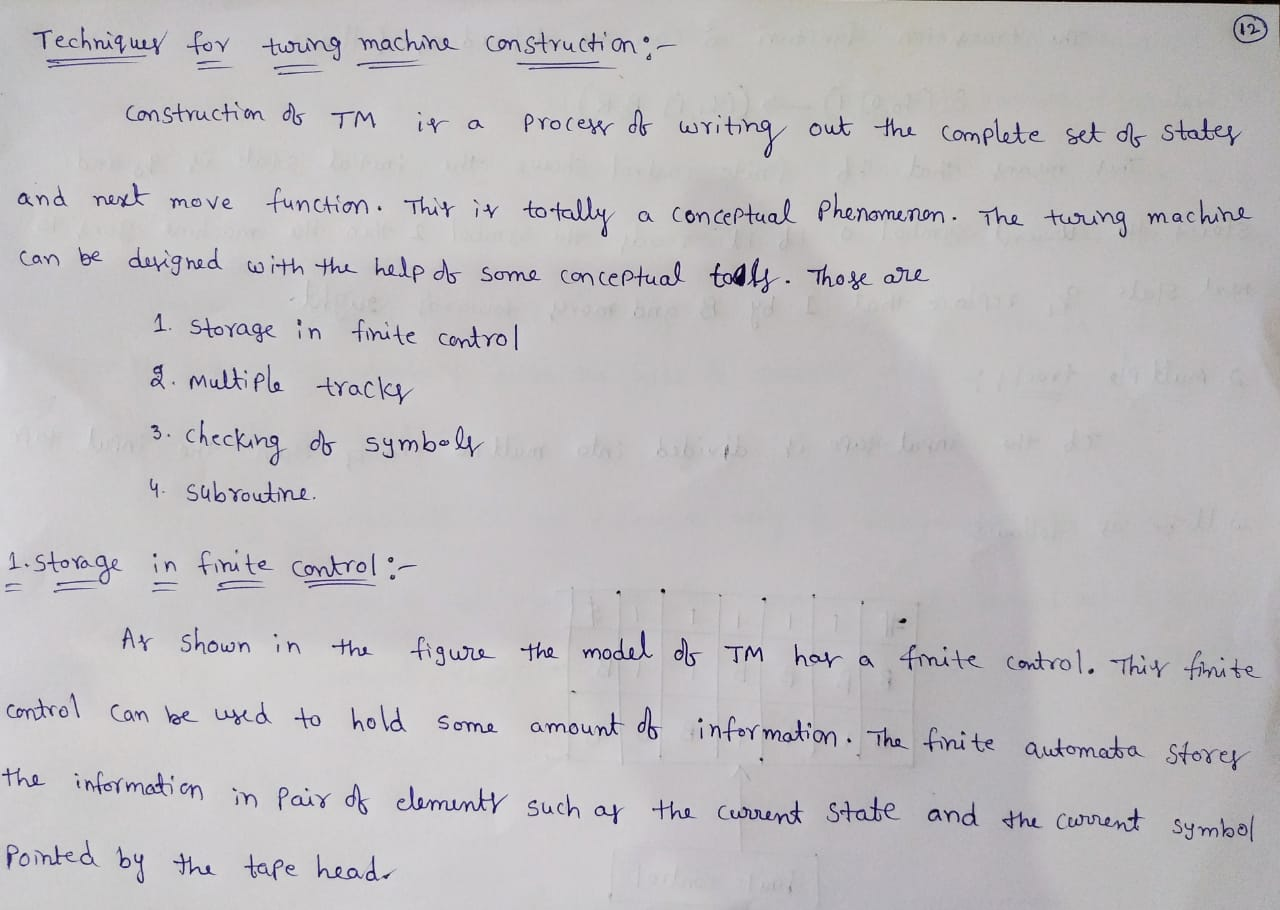 12
Techniques for turing machine construction :-
Construction of TM is a process of writing out the complete set of states
and next move function. This is totally a conceptual Phenomenon. The turing machine
can be designed with the help of some conceptual tools. Those are
1. Storage in finite control
2. Multiple tracks
3. checking of symbols
4. subroutine.
1. Storage in finite control :-
As shown in the figure the model of TM has a finite control. This finite
control can be used to hold some amount of information. The finite automata stores
the information in pair of elements such as the current state and the current symbol
Pointed by the tape head.